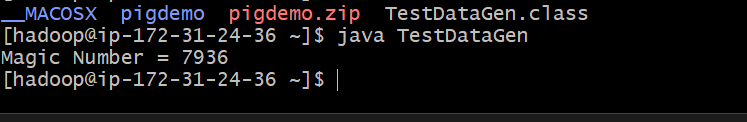 __MACOSX pigdemo pigdemo.zip TestDataGen.class
[hadoop@ip-172-31-24-36 ~]$ java TestDataGen
Magic Number = 7936
[hadoop@ip-172-31-24-36 ~]$